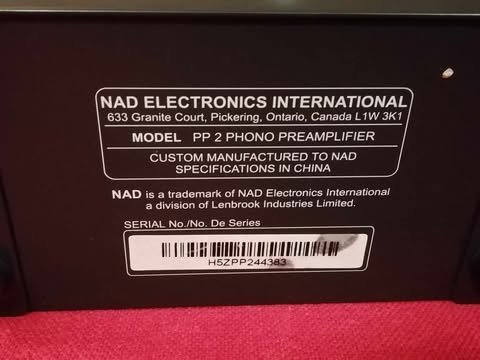 NAD ELECTRONICS INTERNATIONAL
633 Granite Court, Pickering, Ontario, Canada L1W 3K1
MODEL PP 2 PHONO PREAMPLIFIER
CUSTOM MANUFACTURED TO NAD
SPECIFICATIONS IN CHINA
NAD is a trademark of NAD Electronics International
a division of Lenbrook Industries Limited.
SERIAL No./No. De Series
H5ZPP244383